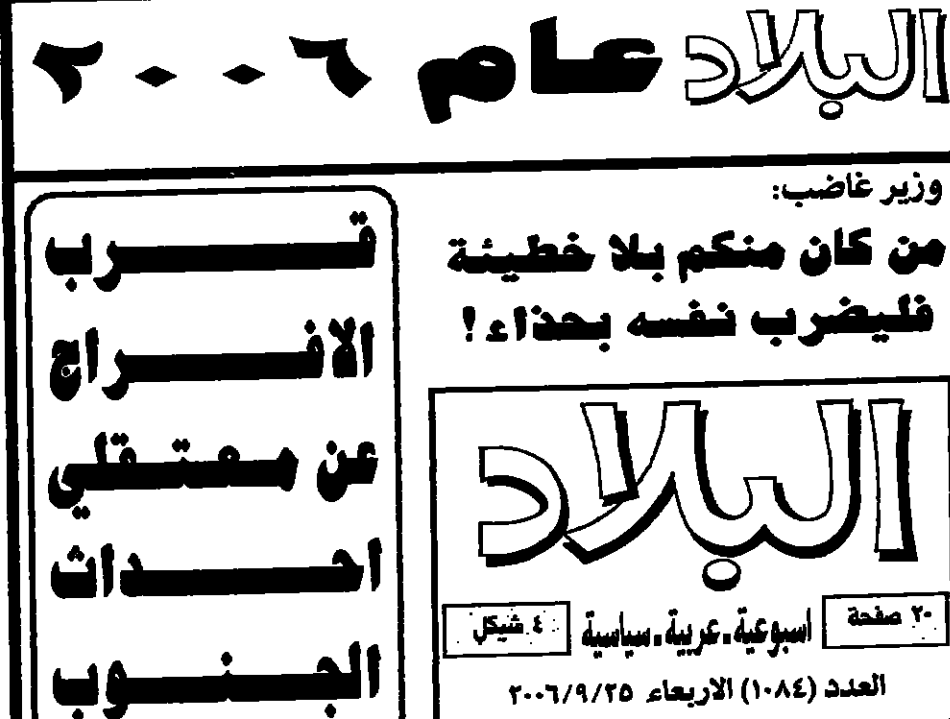 البلاد عام ٢٠٠٦
وزير غاضب:
من كان منكم بلا خطيئة
فليضرب نفسه بحذاء!
البلاد
٢٠ صفحة
اسبوعية ـ عربية ـ سياسية
٤ شيكل
العدد (١٠٨٤) الاربعاء ٢٠٠٦/٩/٢٥
قرب
الافراج
عن معتقلي
احداث
الجنوب